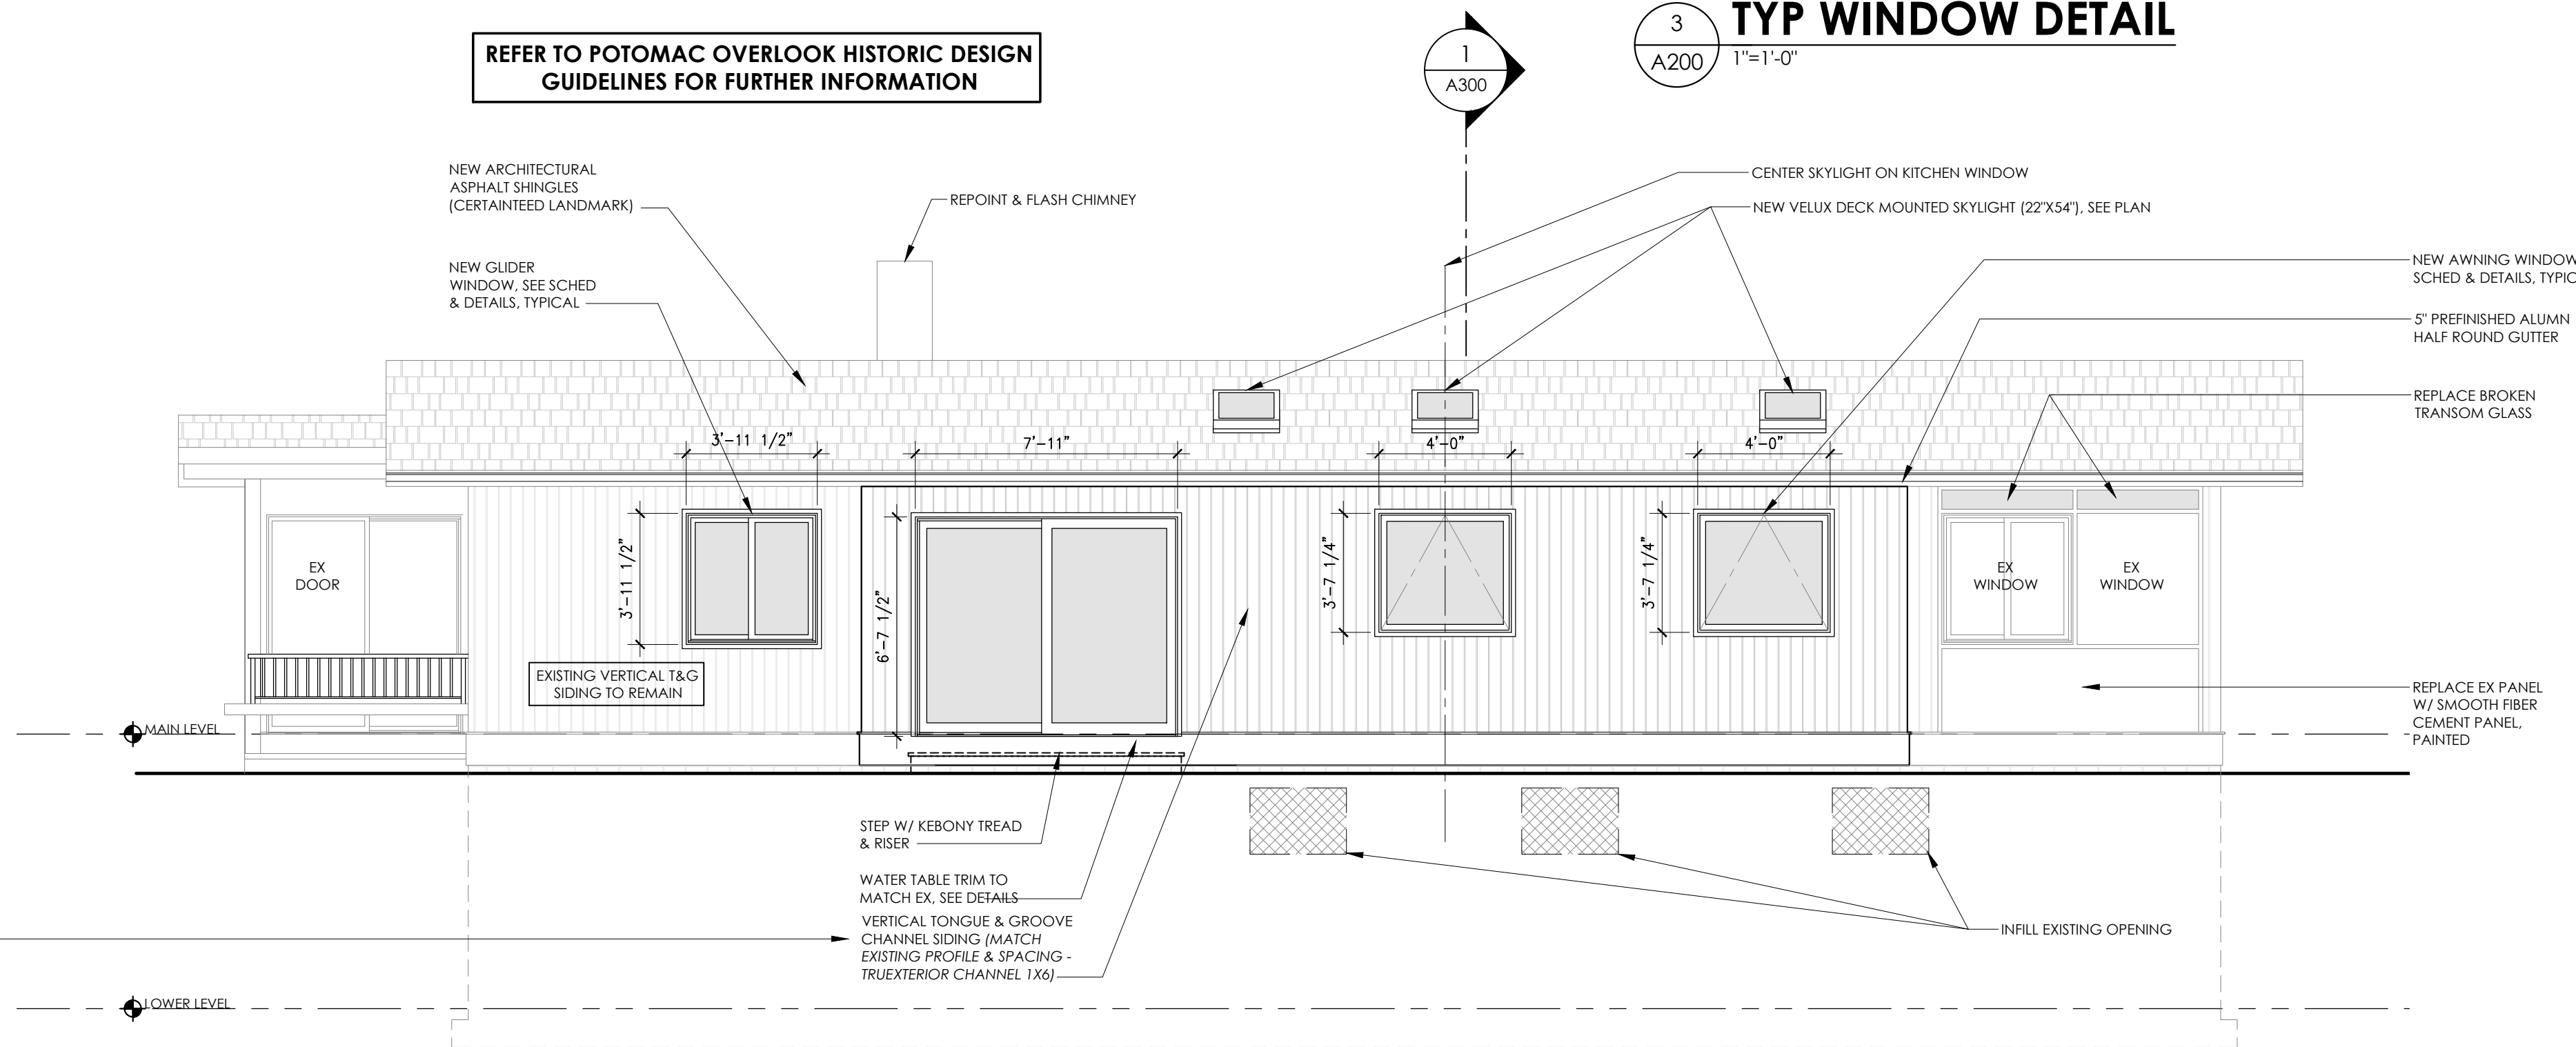 3
A200
TYP WINDOW DETAIL
1"=1'-0"
REFER TO POTOMAC OVERLOOK HISTORIC DESIGN
GUIDELINES FOR FURTHER INFORMATION
1
A300
NEW ARCHITECTURAL
ASPHALT SHINGLES
(CERTAINTEED LANDMARK)
REPOINT & FLASH CHIMNEY
CENTER SKYLIGHT ON KITCHEN WINDOW
NEW VELUX DECK MOUNTED SKYLIGHT (22"X54"), SEE PLAN
NEW GLIDER
WINDOW, SEE SCHED
& DETAILS, TYPICAL
NEW AWNING WINDOW
SCHED & DETAILS, TYPIC
5" PREFINISHED ALUMN
HALF ROUND GUTTER
REPLACE BROKEN
TRANSOM GLASS
3'-11 1/2"
7'-11"
4'-0"
4'-0"
3'-11 1/2"
6'-7 1/2"
3'-7 1/4"
3'-7 1/4"
EX
DOOR
EX
WINDOW
EX
WINDOW
EXISTING VERTICAL T&G
SIDING TO REMAIN
REPLACE EX PANEL
W/ SMOOTH FIBER
CEMENT PANEL,
PAINTED
MAIN LEVEL
STEP W/ KEBONY TREAD
& RISER
WATER TABLE TRIM TO
MATCH EX, SEE DETAILS
VERTICAL TONGUE & GROOVE
CHANNEL SIDING (MATCH
EXISTING PROFILE & SPACING -
TRUEXTERIOR CHANNEL 1X6)
INFILL EXISTING OPENING
LOWER LEVEL